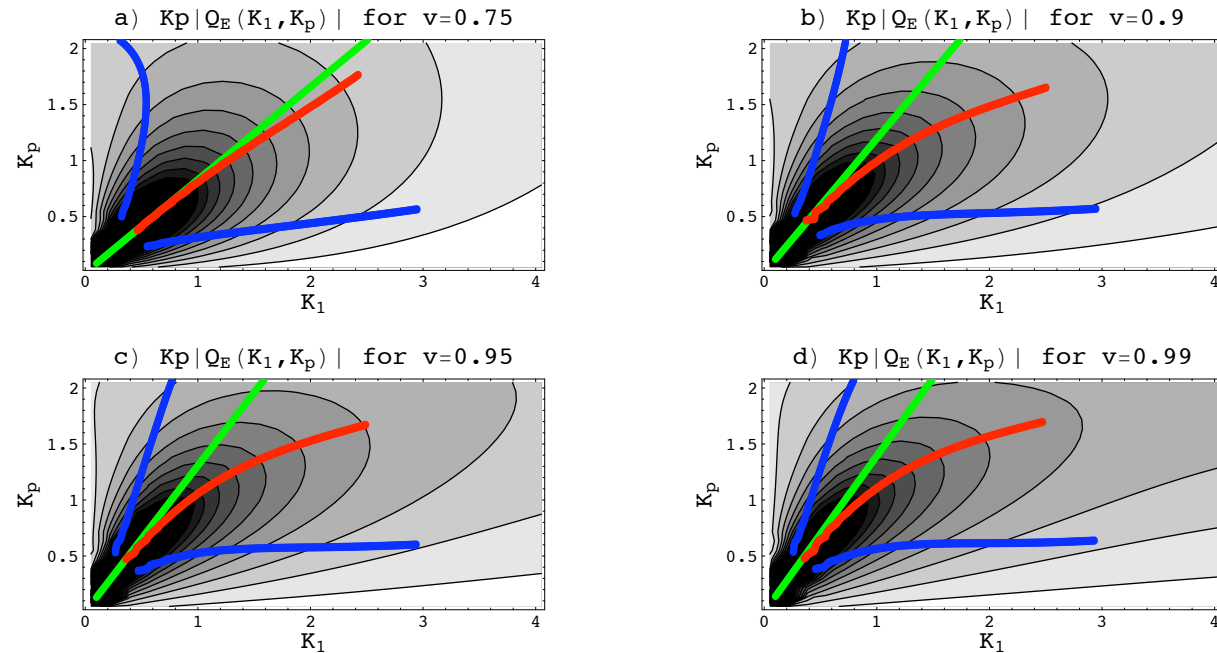 a) Kp|Q_E(K_1,K_p)| for v=0.75
2
1.5
1
0.5
K_p
0 1 2 3 4
K_1
b) Kp|Q_E(K_1,K_p)| for v=0.9
2
1.5
1
0.5
K_p
0 1 2 3 4
K_1
c) Kp|Q_E(K_1,K_p)| for v=0.95
2
1.5
1
0.5
K_p
0 1 2 3 4
K_1
d) Kp|Q_E(K_1,K_p)| for v=0.99
2
1.5
1
0.5
K_p
0 1 2 3 4
K_1